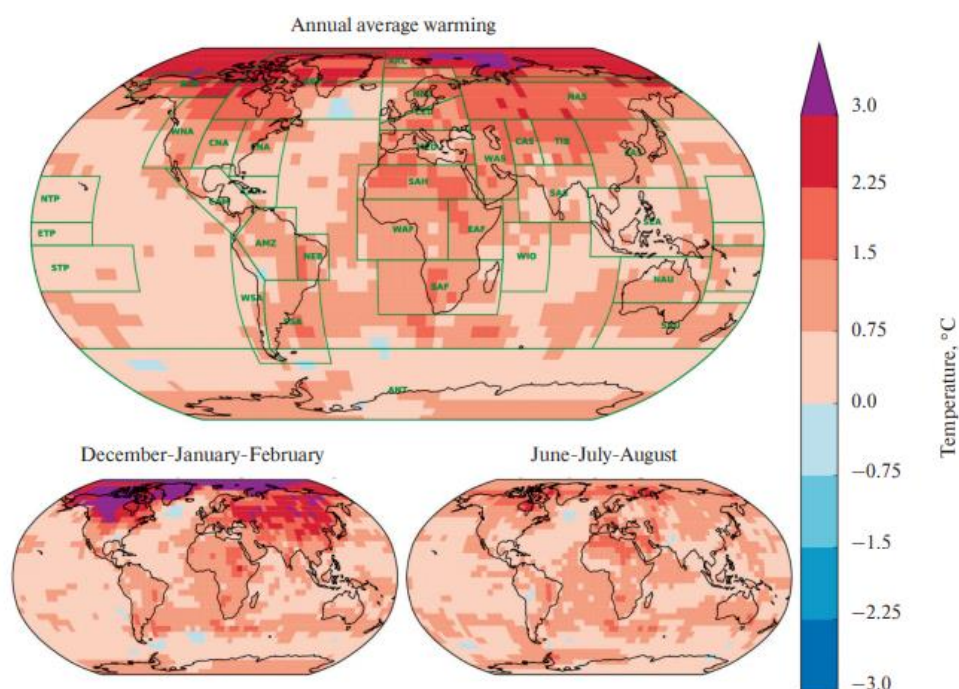 Annual average warming
ARC
NAS
WNA
CNA
ENA
CAS
TIB
WAS
EAS
SAH
SAS
CAM
NTP
SEA
WAF
EAF
ETP
AMZ
WIO
STP
NEB
NAU
SAF
WSA
SSA
SAU
ANT
3.0
2.25
1.5
0.75
0.0
−0.75
−1.5
−2.25
−3.0
Temperature, °C
December-January-February
June-July-August